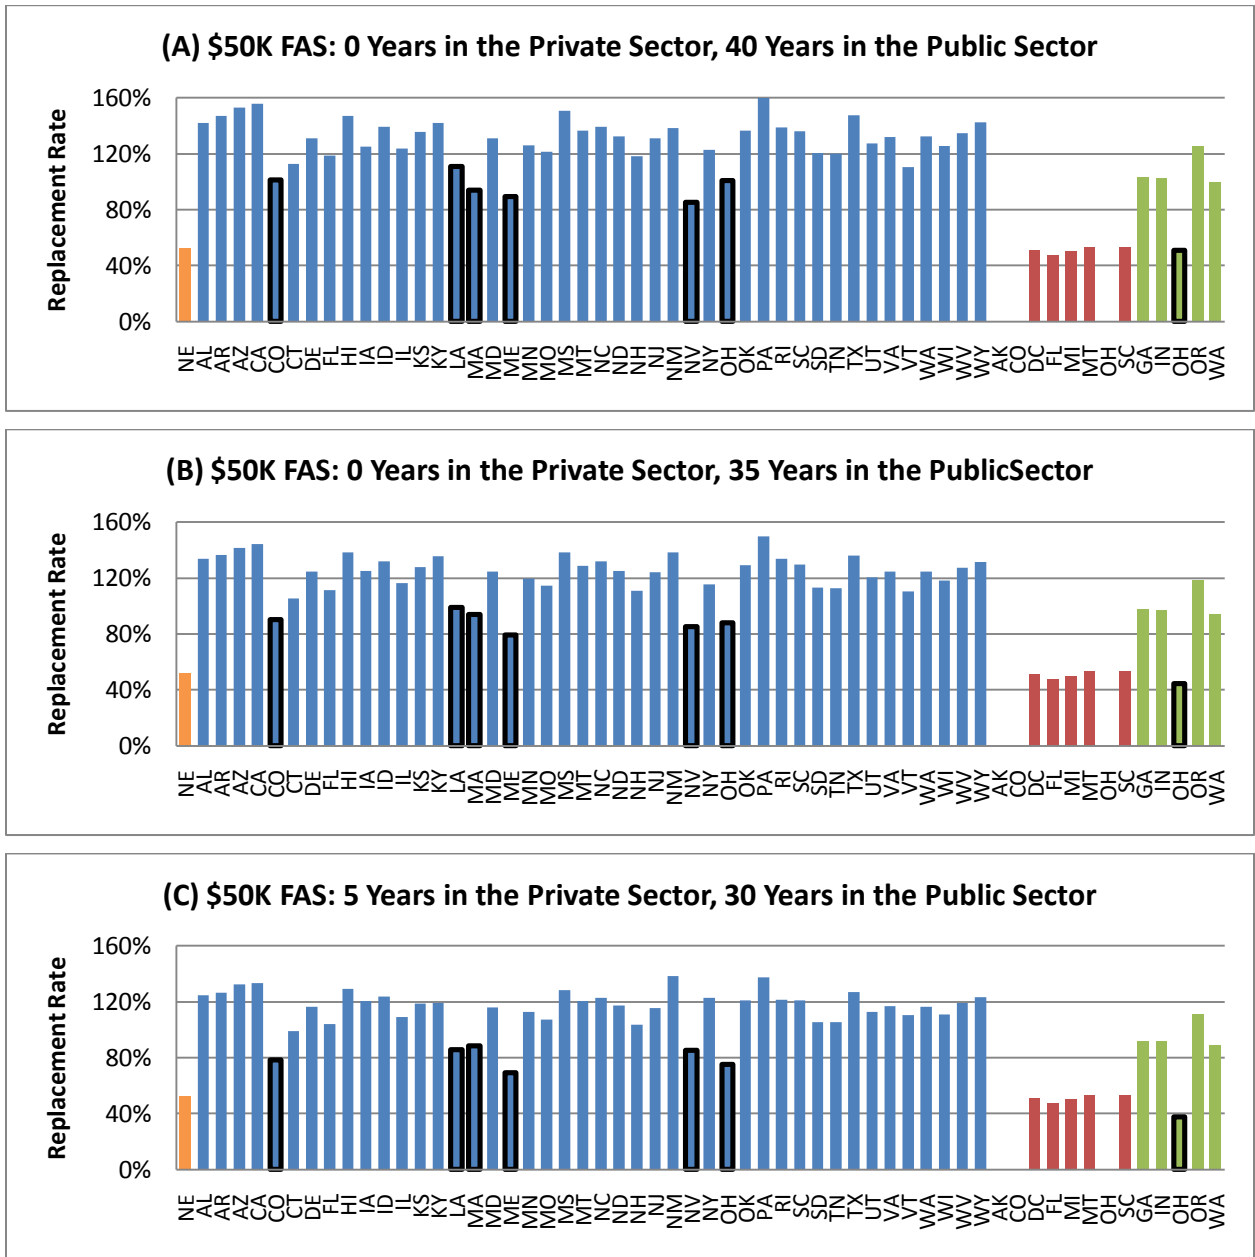 (A) $50K FAS: 0 Years in the Private Sector, 40 Years in the Public Sector
Replacement Rate
160%
120%
80%
40%
0%
NE AL AR AZ CA CO CT DE FL HI IA ID IL KS KY LA MA MD ME MN MO MS MT NC ND NH NJ NM NV NY OH OK PA RI SC SD TN TX UT VA VT WA WI WV WY AK CO DC FL MI MT OH SC GA IN OH OR WA
(B) $50K FAS: 0 Years in the Private Sector, 35 Years in the PublicSector
Replacement Rate
160%
120%
80%
40%
0%
NE AL AR AZ CA CO CT DE FL HI IA ID IL KS KY LA MA MD ME MN MO MS MT NC ND NH NJ NM NV NY OH OK PA RI SC SD TN TX UT VA VT WA WI WV WY AK CO DC FL MI MT OH SC GA IN OH OR WA
(C) $50K FAS: 5 Years in the Private Sector, 30 Years in the Public Sector
Replacement Rate
160%
120%
80%
40%
0%
NE AL AR AZ CA CO CT DE FL HI IA ID IL KS KY LA MA MD ME MN MO MS MT NC ND NH NJ NM NV NY OH OK PA RI SC SD TN TX UT VA VT WA WI WV WY AK CO DC FL MI MT OH SC GA IN OH OR WA